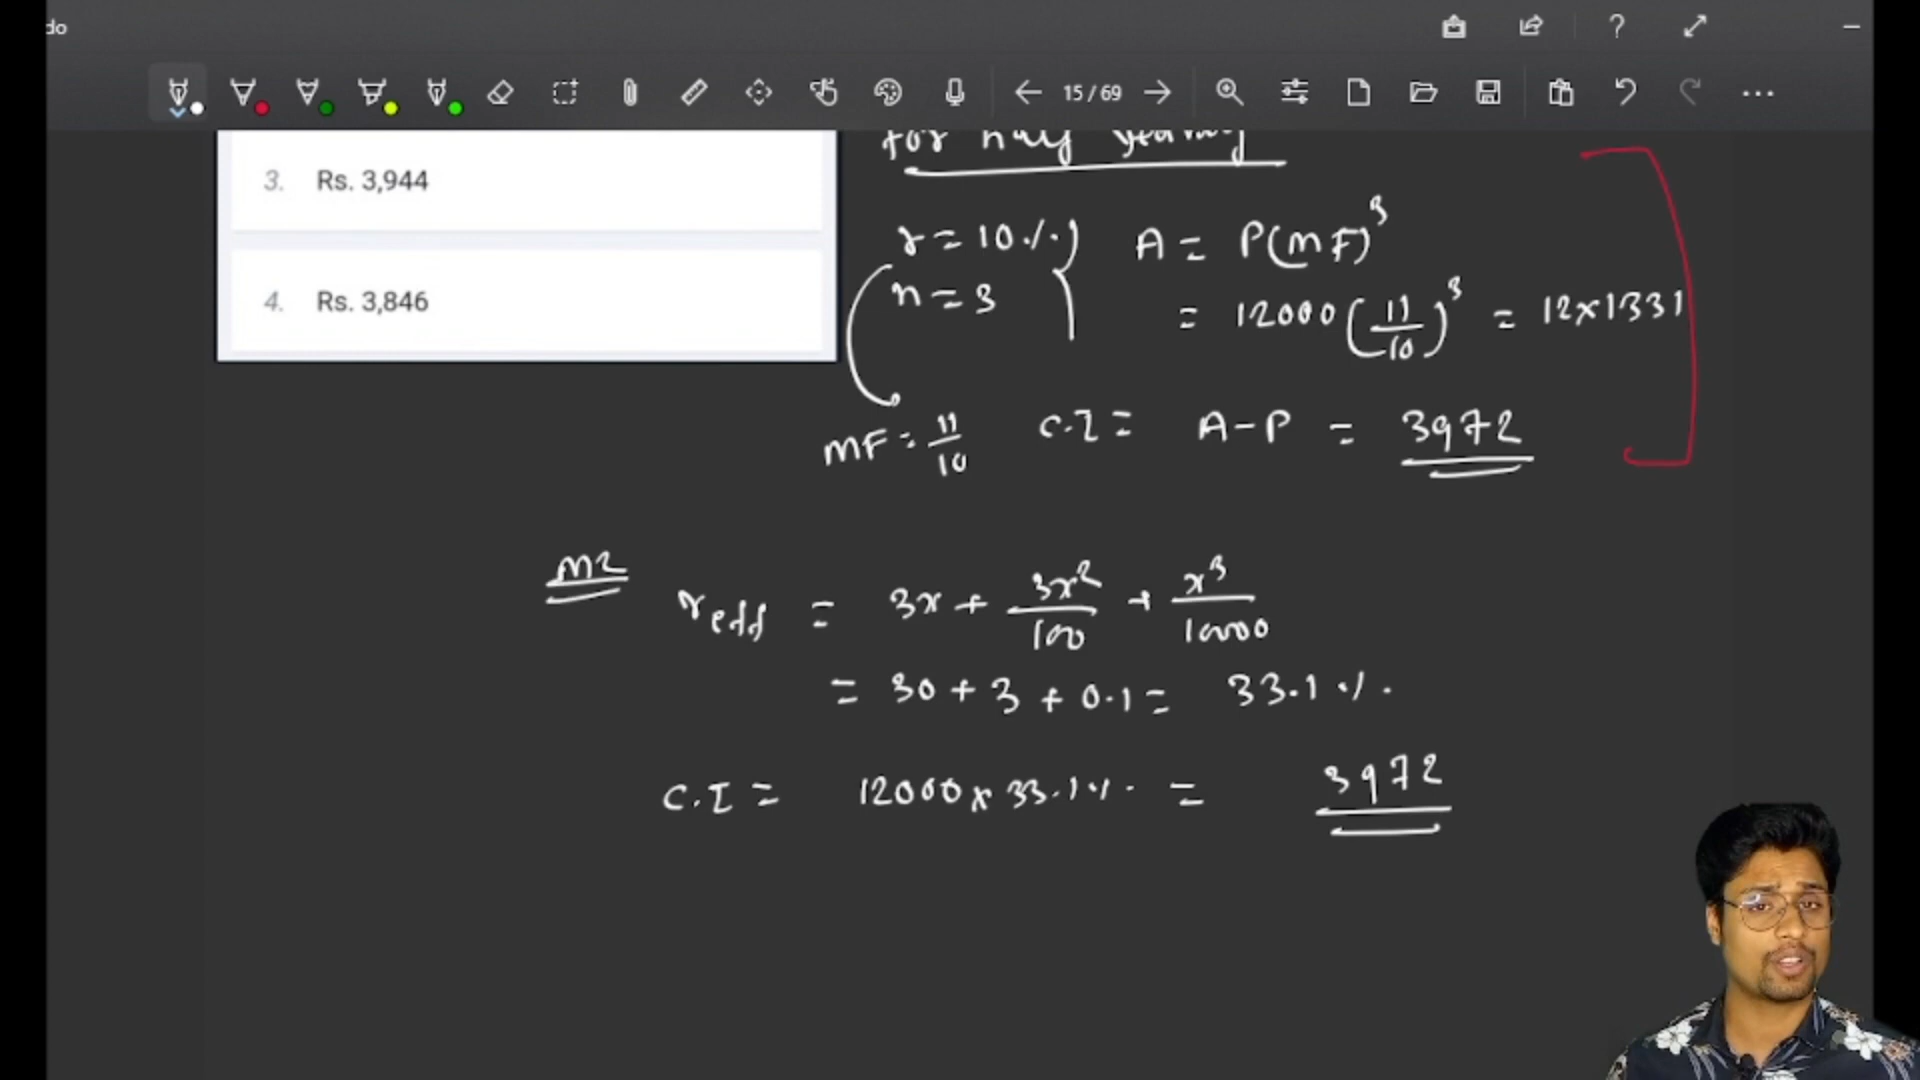 do
15 / 69
3. Rs. 3,944
4. Rs. 3,846
for half yearly
r = 10 %
n = 3
A = P(MF)³
= 12000 (11/10)³ = 12×1331
MF = 11/10
C.I = A-P = 3972
M2
r eff = 3x + 3x²/100 + x³/10000
= 30 + 3 + 0.1 = 33.1 %.
C.I = 12000 x 33.1 %. = 3972